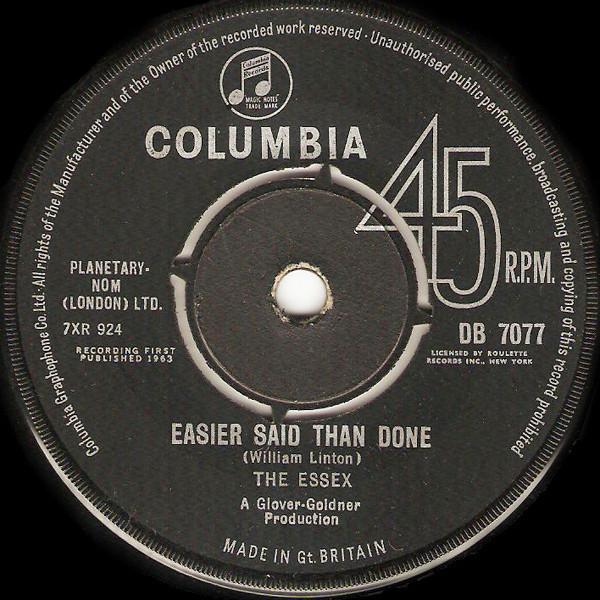 Columbia Graphophone Co. Ltd. · All rights of the Manufacturer and of the Owner of the recorded work reserved · Unauthorised public performance, broadcasting and copying of this record prohibited
Columbia
Records
MAGIC NOTES
TRADE MARK
COLUMBIA
45
R.P.M.
PLANETARY-
NOM
(LONDON) LTD.
7XR 924
RECORDING FIRST
PUBLISHED 1963
DB 7077
LICENSED BY ROULETTE
RECORDS INC., NEW YORK
EASIER SAID THAN DONE
(William Linton)
THE ESSEX
A Glover-Goldner
Production
MADE IN Gt. BRITAIN